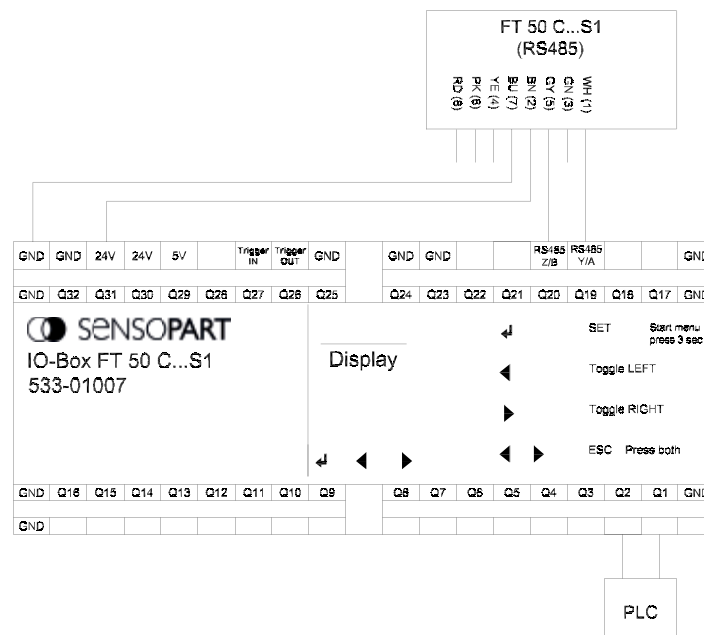 FT 50 C...S1
(RS485)
RD (8) PK (6) YE (4) BU (7) BN (2) GY (5) GN (3) WH (1)
GND GND 24V 24V 5V Trigger IN Trigger OUT GND GND GND RS485 Z/B RS485 Y/A GND
GND Q32 Q31 Q30 Q29 Q28 Q27 Q26 Q25 Q24 Q23 Q22 Q21 Q20 Q19 Q18 Q17 GND
SENSOPART
IO-Box FT 50 C...S1
533-01007
Display
SET Start menu
press 3 sec
Toggle LEFT
Toggle RIGHT
ESC Press both
GND Q16 Q15 Q14 Q13 Q12 Q11 Q10 Q9 Q8 Q7 Q6 Q5 Q4 Q3 Q2 Q1 GND
GND
PLC